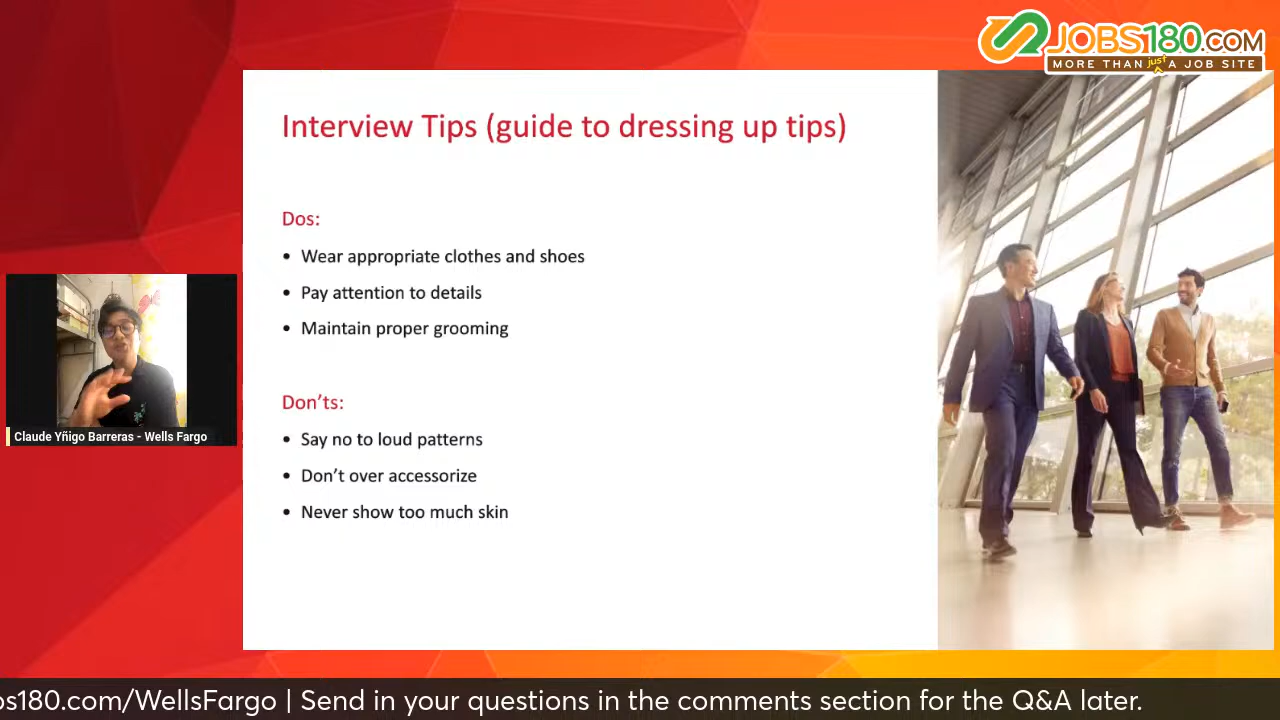 JOBS180.COM
MORE THAN just A JOB SITE
Interview Tips (guide to dressing up tips)
Dos:
• Wear appropriate clothes and shoes
• Pay attention to details
• Maintain proper grooming
Don’ts:
• Say no to loud patterns
• Don’t over accessorize
• Never show too much skin
Claude Yñigo Barreras - Wells Fargo
bs180.com/WellsFargo | Send in your questions in the comments section for the Q&A later.